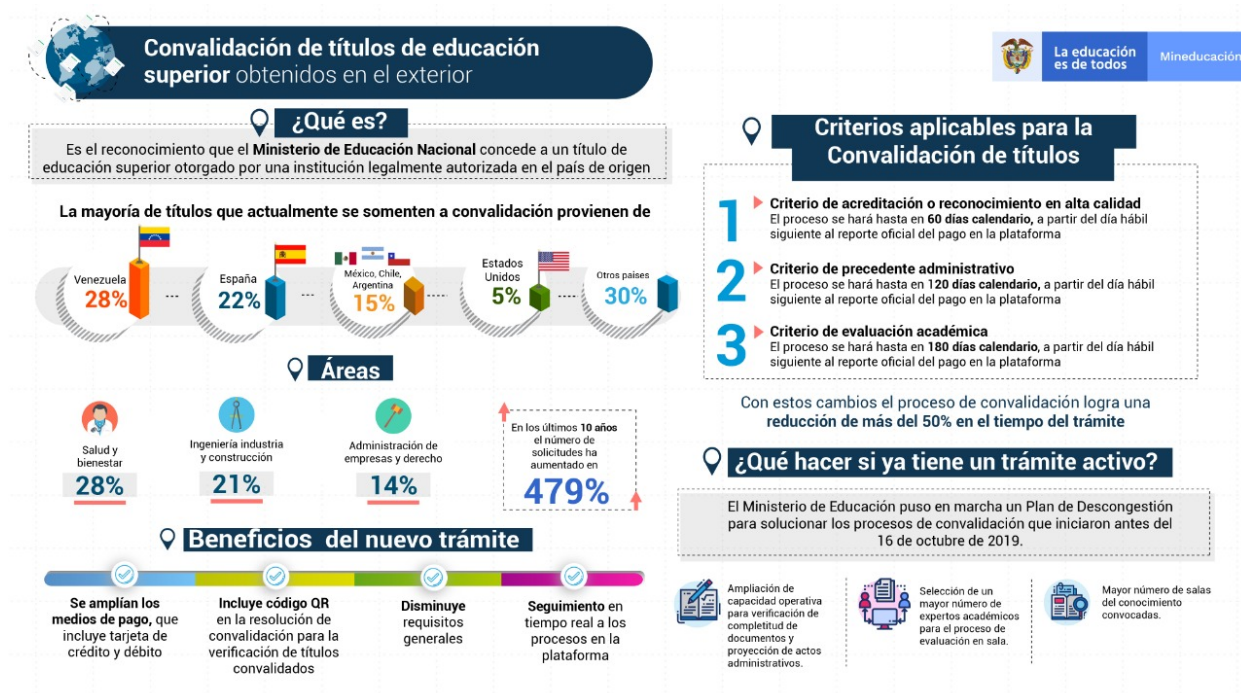 Convalidación de títulos de educación
superior obtenidos en el exterior
La educación
es de todos
Mineducación
¿Qué es?
Es el reconocimiento que el Ministerio de Educación Nacional concede a un título de
educación superior otorgado por una institución legalmente autorizada en el país de origen
La mayoría de títulos que actualmente se somenten a convalidación provienen de
Venezuela
28%
España
22%
México, Chile,
Argentina
15%
Estados
Unidos
5%
Otros paises
30%
Áreas
Salud y
bienestar
28%
Ingeniería industria
y construcción
21%
Administración de
empresas y derecho
14%
En los últimos 10 años
el número de
solicitudes ha
aumentado en
479%
Beneficios del nuevo trámite
Se amplían los
medios de pago, que
incluye tarjeta de
crédito y débito
Incluye código QR
en la resolución de
convalidación para la
verificación de títulos
convalidados
Disminuye
requisitos
generales
Seguimiento en
tiempo real a los
procesos en la
plataforma
Criterios aplicables para la
Convalidación de títulos
1
Criterio de acreditación o reconocimiento en alta calidad
El proceso se hará hasta en 60 días calendario, a partir del día hábil
siguiente al reporte oficial del pago en la plataforma
2
Criterio de precedente administrativo
El proceso se hará hasta en 120 días calendario, a partir del día hábil
siguiente al reporte oficial del pago en la plataforma
3
Criterio de evaluación académica
El proceso se hará hasta en 180 días calendario, a partir del día hábil
siguiente al reporte oficial del pago en la plataforma
Con estos cambios el proceso de convalidación logra una
reducción de más del 50% en el tiempo del trámite
¿Qué hacer si ya tiene un trámite activo?
El Ministerio de Educación puso en marcha un Plan de Descongestión
para solucionar los procesos de convalidación que iniciaron antes del
16 de octubre de 2019.
Ampliación de
capacidad operativa
para verificación de
completitud de
documentos y
proyección de actos
administrativos.
Selección de un
mayor número de
expertos académicos
para el proceso de
evaluación en sala.
Mayor número de salas
del conocimiento
convocadas.